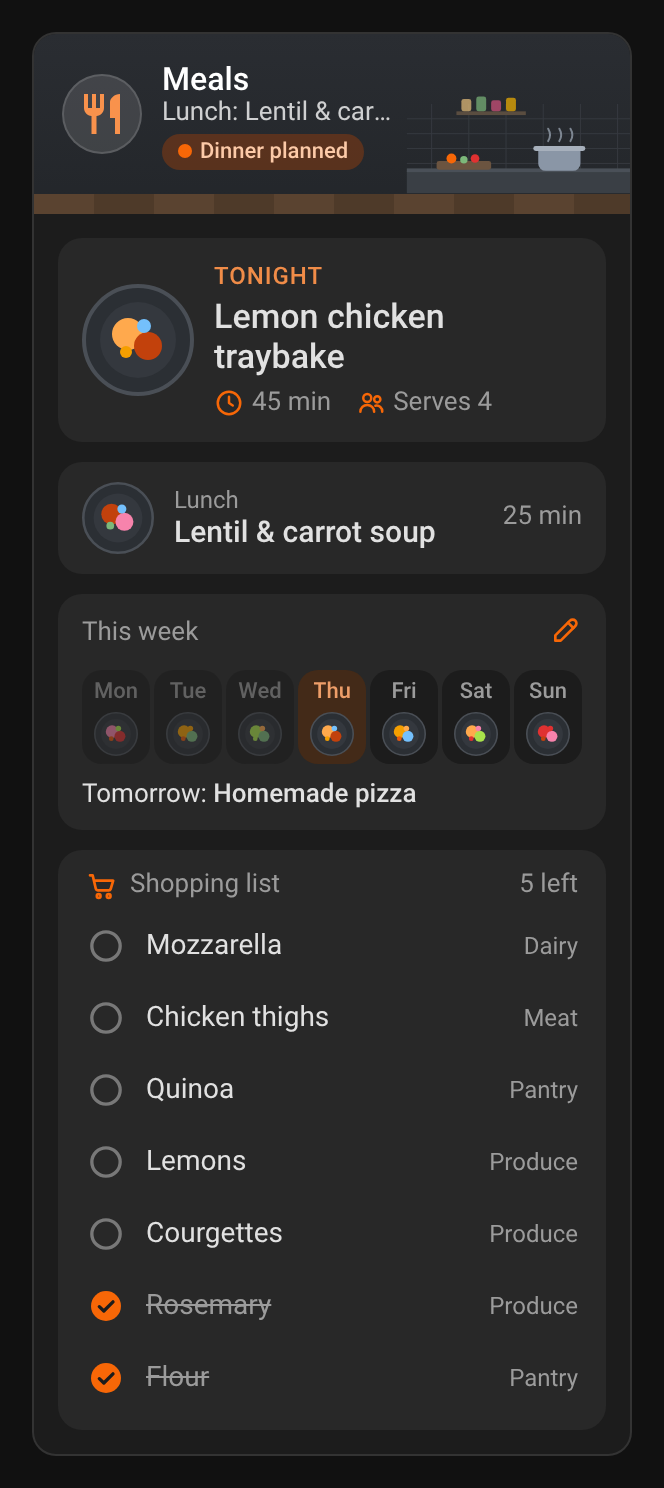 Meals
Lunch: Lentil & car...
Dinner planned
TONIGHT
Lemon chicken
traybake
45 min Serves 4
Lunch
Lentil & carrot soup
25 min
This week
Mon Tue Wed Thu Fri Sat Sun
Tomorrow: Homemade pizza
Shopping list 5 left
Mozzarella Dairy
Chicken thighs Meat
Quinoa Pantry
Lemons Produce
Courgettes Produce
Rosemary Produce
Flour Pantry